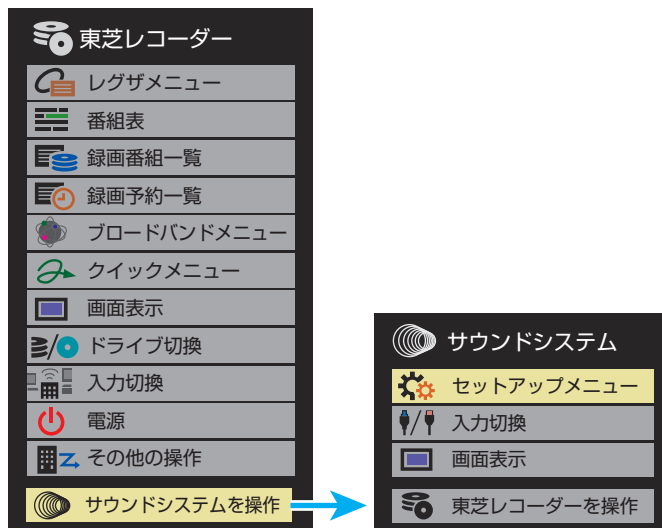 東芝レコーダー
レグザメニュー
番組表
録画番組一覧
録画予約一覧
ブロードバンドメニュー
クイックメニュー
画面表示
ドライブ切換
入力切換
電源
その他の操作
サウンドシステムを操作
サウンドシステム
セットアップメニュー
入力切換
画面表示
東芝レコーダーを操作